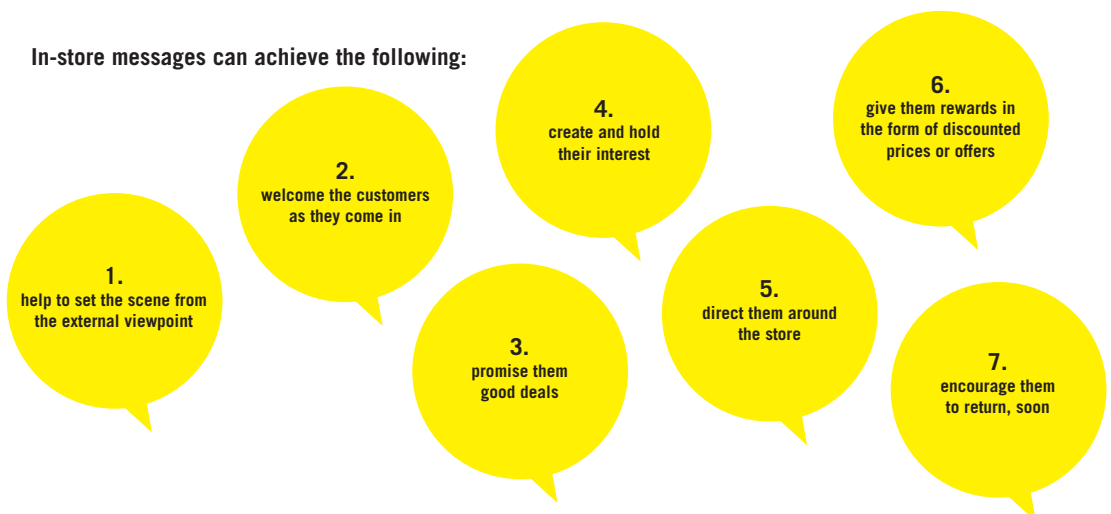 In-store messages can achieve the following:
1.
help to set the scene from
the external viewpoint
2.
welcome the customers
as they come in
3.
promise them
good deals
4.
create and hold
their interest
5.
direct them around
the store
6.
give them rewards in
the form of discounted
prices or offers
7.
encourage them
to return, soon